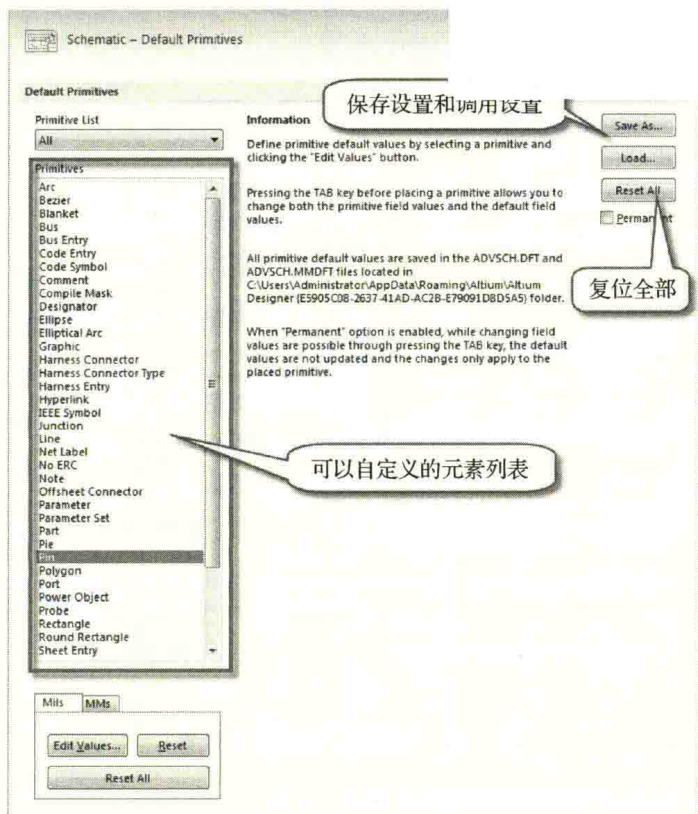 Schematic – Default Primitives
Default Primitives
Primitive List
All
Primitives
Arc
Bezier
Blanket
Bus
Bus Entry
Code Entry
Code Symbol
Comment
Compile Mask
Designator
Ellipse
Elliptical Arc
Graphic
Harness Connector
Harness Connector Type
Harness Entry
Hyperlink
IEEE Symbol
Junction
Line
Net Label
No ERC
Note
Offsheet Connector
Parameter
Parameter Set
Part
Pie
Pin
Polygon
Port
Power Object
Probe
Rectangle
Round Rectangle
Sheet Entry
Mils
MMs
Edit Values...
Reset
Reset All
Information
Define primitive default values by selecting a primitive and
clicking the "Edit Values" button.
Pressing the TAB key before placing a primitive allows you to
change both the primitive field values and the default field
values.
All primitive default values are saved in the ADVSCH.DFT and
ADVSCH.MMDFT files located in
C:\Users\Administrator\AppData\Roaming\Altium\Altium
Designer {E5905C08-2637-41AD-AC2B-E79091D8D5A5} folder.
When "Permanent" option is enabled, while changing field
values are possible through pressing the TAB key, the default
values are not updated and the changes only apply to the
placed primitive.
保存设置和调用设置
Save As...
Load...
Reset All
Permanent
复位全部
可以自定义的元素列表